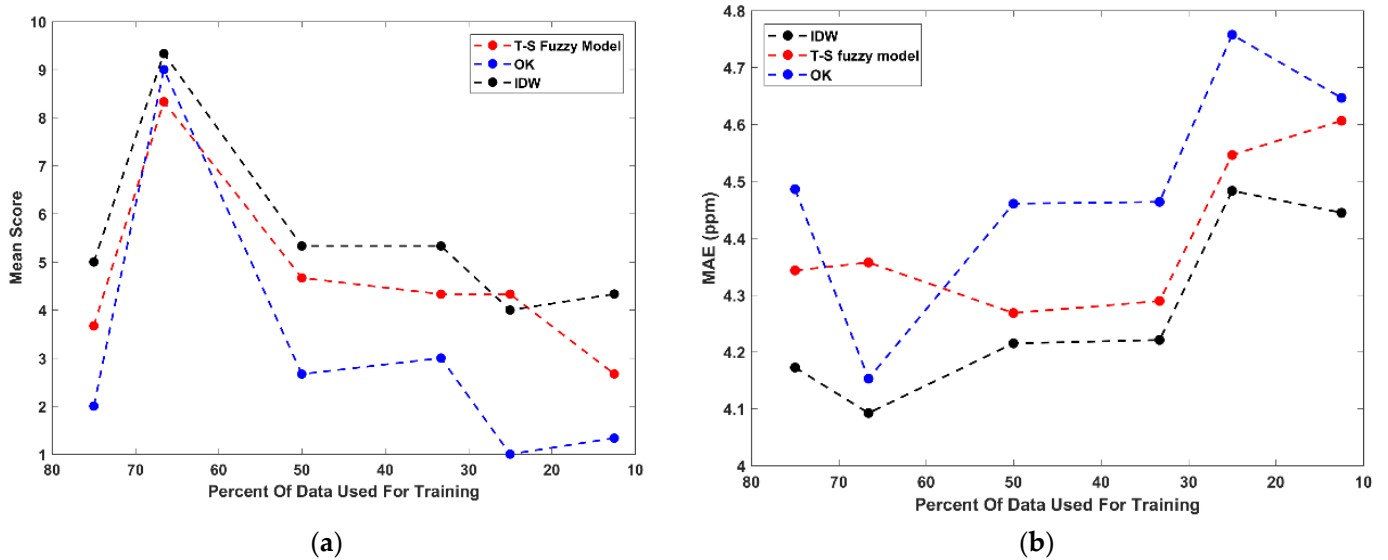 10
9
8
7
6
5
4
3
2
1
Mean Score
80 70 60 50 40 30 20 10
Percent Of Data Used For Training
T-S Fuzzy Model
OK
IDW
(a)
4.8
4.7
4.6
4.5
4.4
4.3
4.2
4.1
4
MAE (ppm)
80 70 60 50 40 30 20 10
Percent Of Data Used For Training
IDW
T-S fuzzy model
OK
(b)